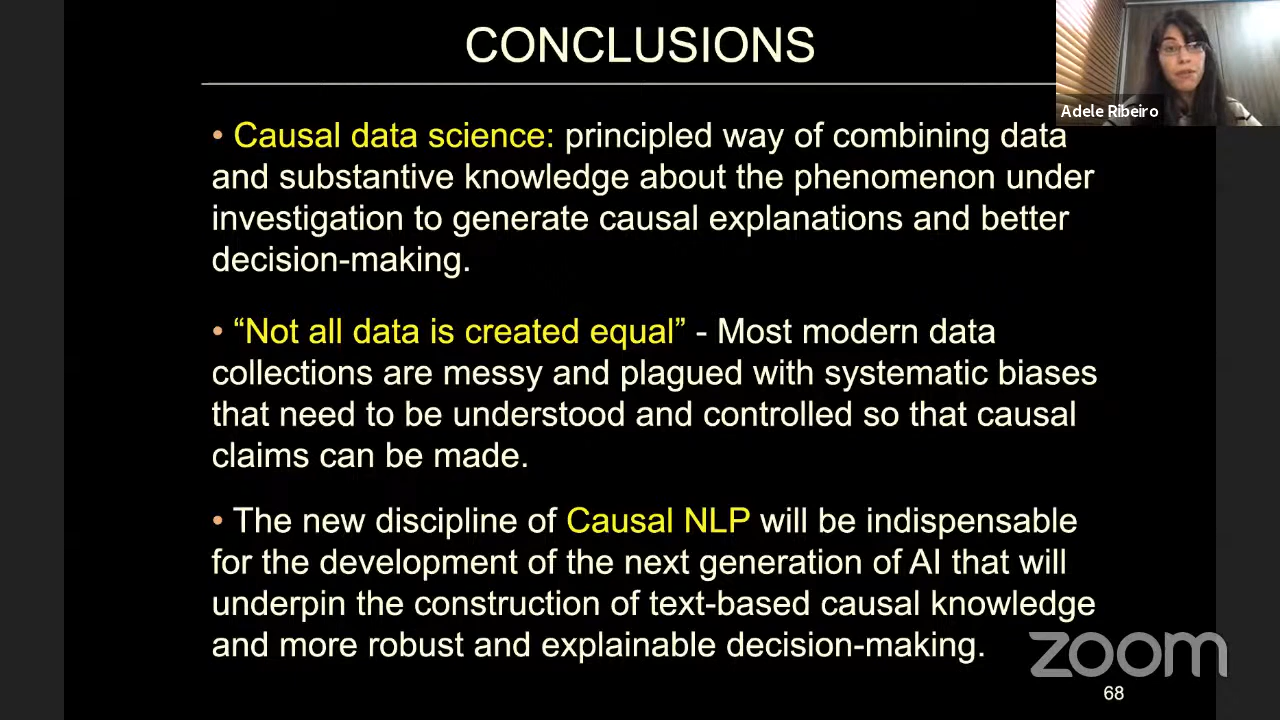 CONCLUSIONS
Adele Ribeiro
• Causal data science: principled way of combining data
and substantive knowledge about the phenomenon under
investigation to generate causal explanations and better
decision-making.
• “Not all data is created equal” - Most modern data
collections are messy and plagued with systematic biases
that need to be understood and controlled so that causal
claims can be made.
• The new discipline of Causal NLP will be indispensable
for the development of the next generation of AI that will
underpin the construction of text-based causal knowledge
and more robust and explainable decision-making.
zoom
68